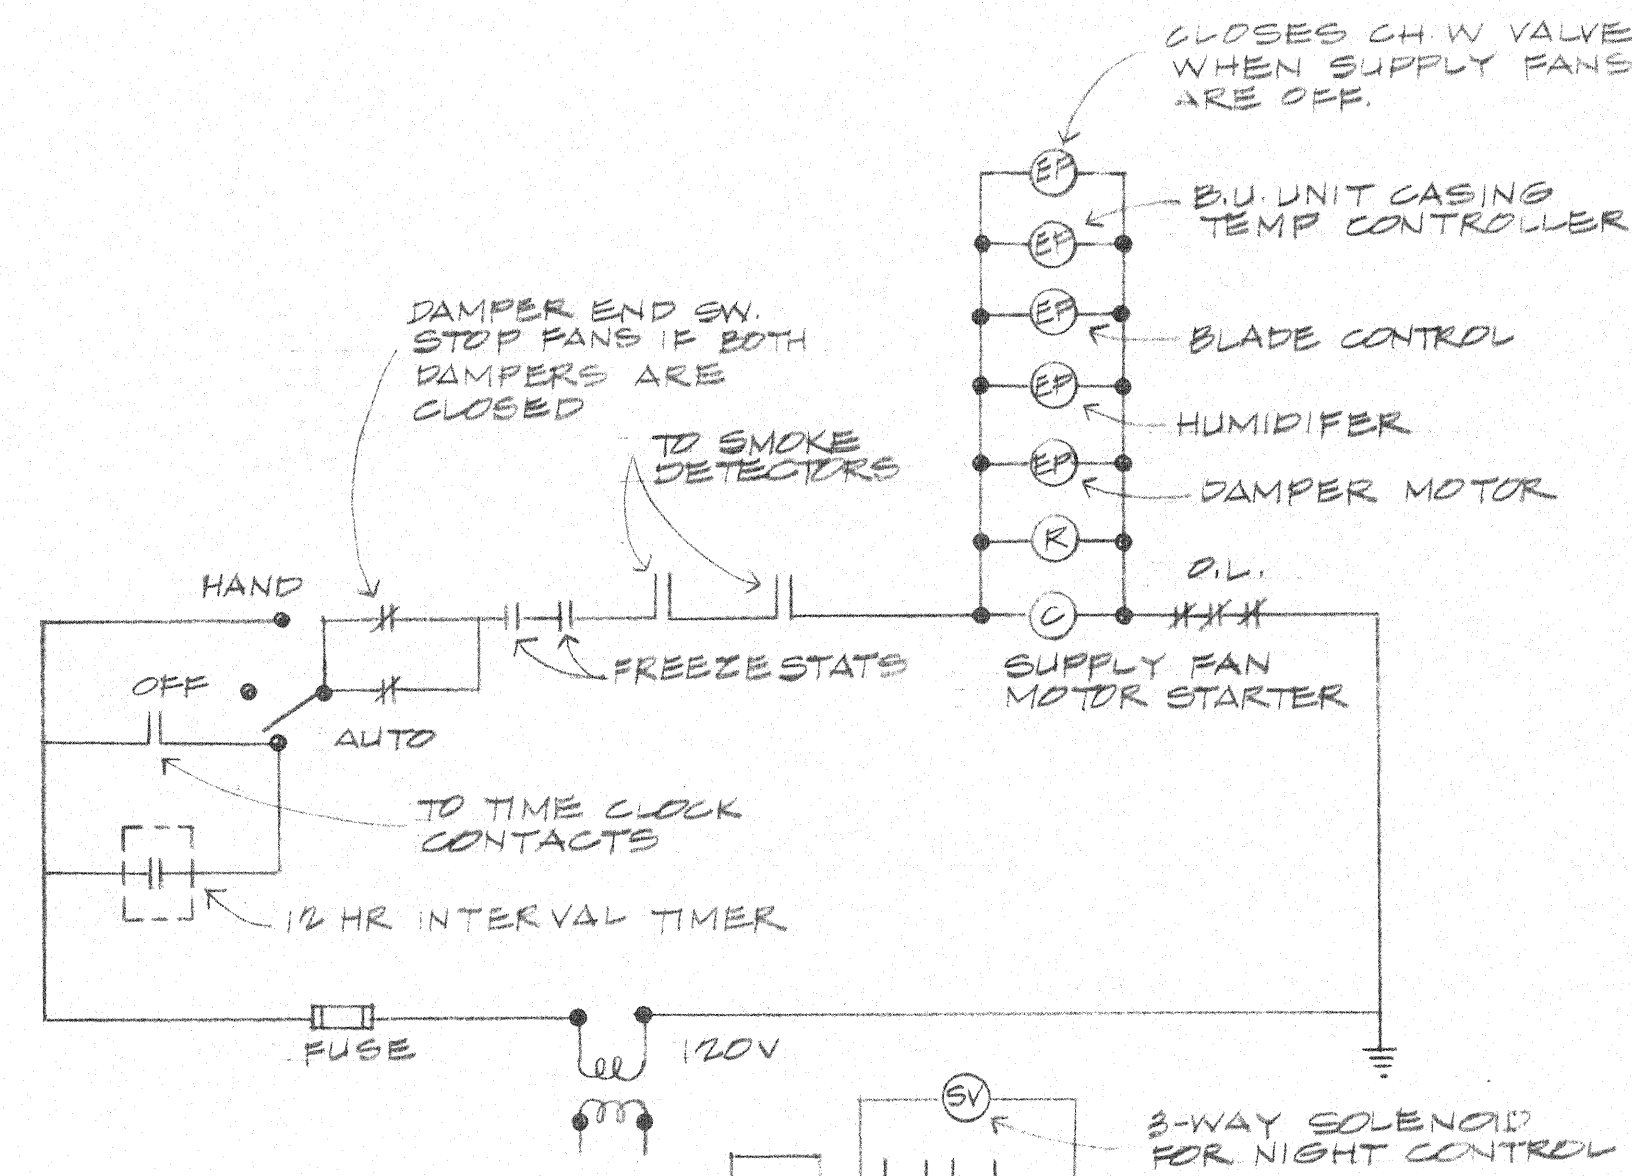 CLOSES CH. W VALVE
WHEN SUPPLY FANS
ARE OFF.
EP
B.U. UNIT CASING
TEMP CONTROLLER
EP
DAMPER END SW.
STOP FANS IF BOTH
DAMPERS ARE
CLOSED
EP
BLADE CONTROL
EP
HUMIDIFER
TO SMOKE
DETECTORS
EP
DAMPER MOTOR
R
O.L.
HAND
C
FREEZE STATS
SUPPLY FAN
MOTOR STARTER
OFF
AUTO
TO TIME CLOCK
CONTACTS
12 HR INTERVAL TIMER
FUSE
120V
SV
3-WAY SOLENOID
FOR NIGHT CONTROL